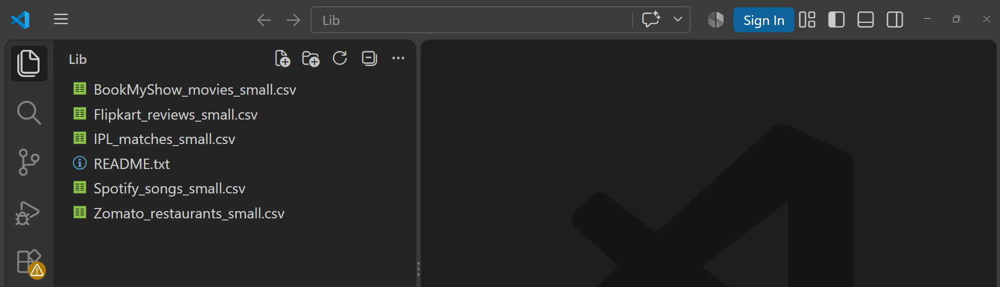 Lib
Sign In
Lib
BookMyShow_movies_small.csv
Flipkart_reviews_small.csv
IPL_matches_small.csv
README.txt
Spotify_songs_small.csv
Zomato_restaurants_small.csv